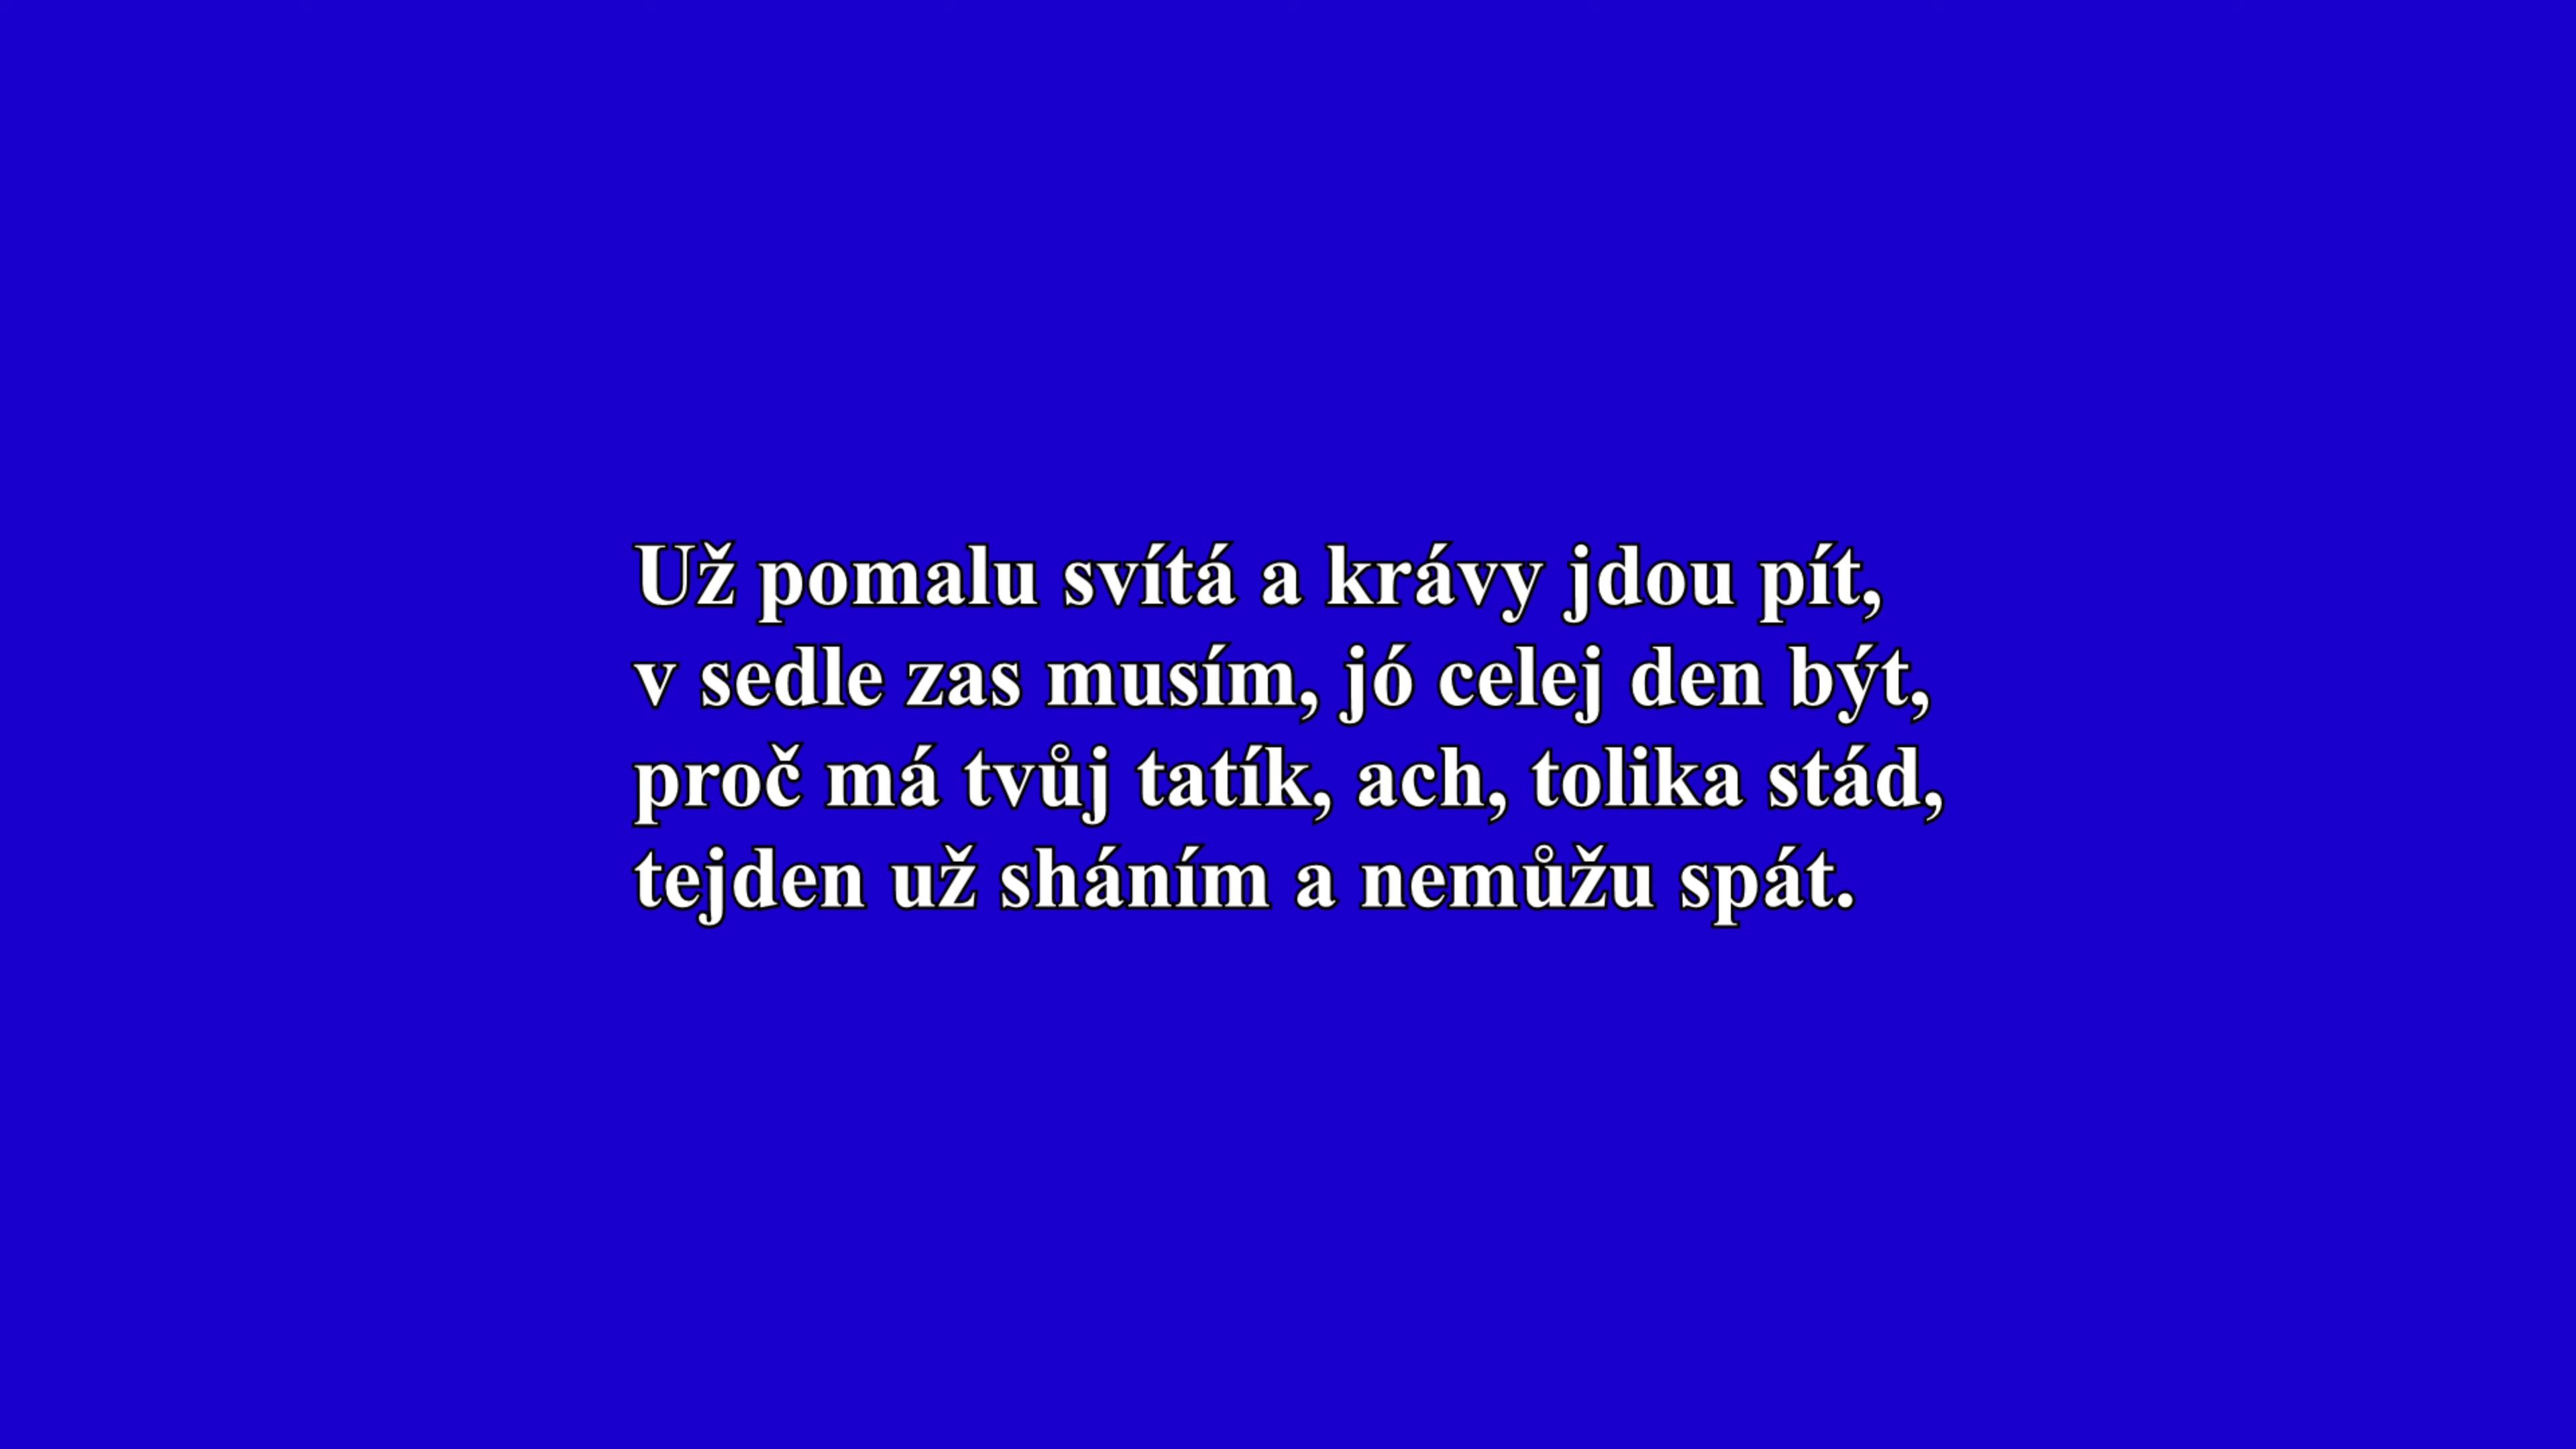 Už pomalu svítá a krávy jdou pít,
v sedle zas musím, jó celej den být,
proč má tvůj tatík, ach, tolika stád,
tejden už sháním a nemůžu spát.